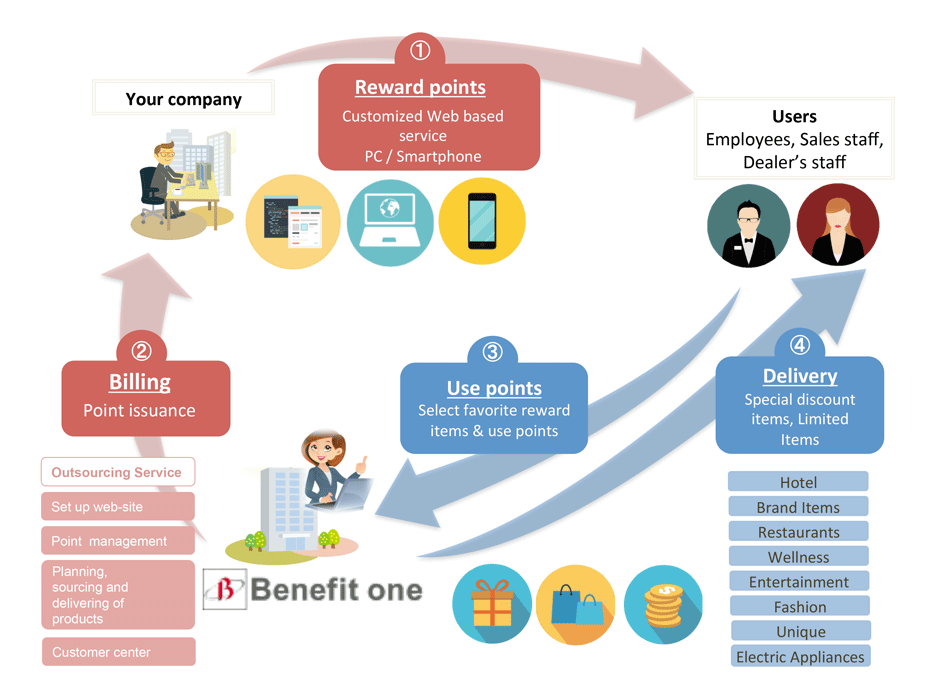 ①
Reward points
Customized Web based
service
PC / Smartphone
Your company
Users
Employees, Sales staff,
Dealer's staff
②
Billing
Point issuance
③
Use points
Select favorite reward
items & use points
④
Delivery
Special discount
items, Limited
Items
Outsourcing Service
Set up web-site
Point management
Planning,
sourcing and
delivering of
products
Customer center
B
Benefit one
Hotel
Brand Items
Restaurants
Wellness
Entertainment
Fashion
Unique
Electric Appliances